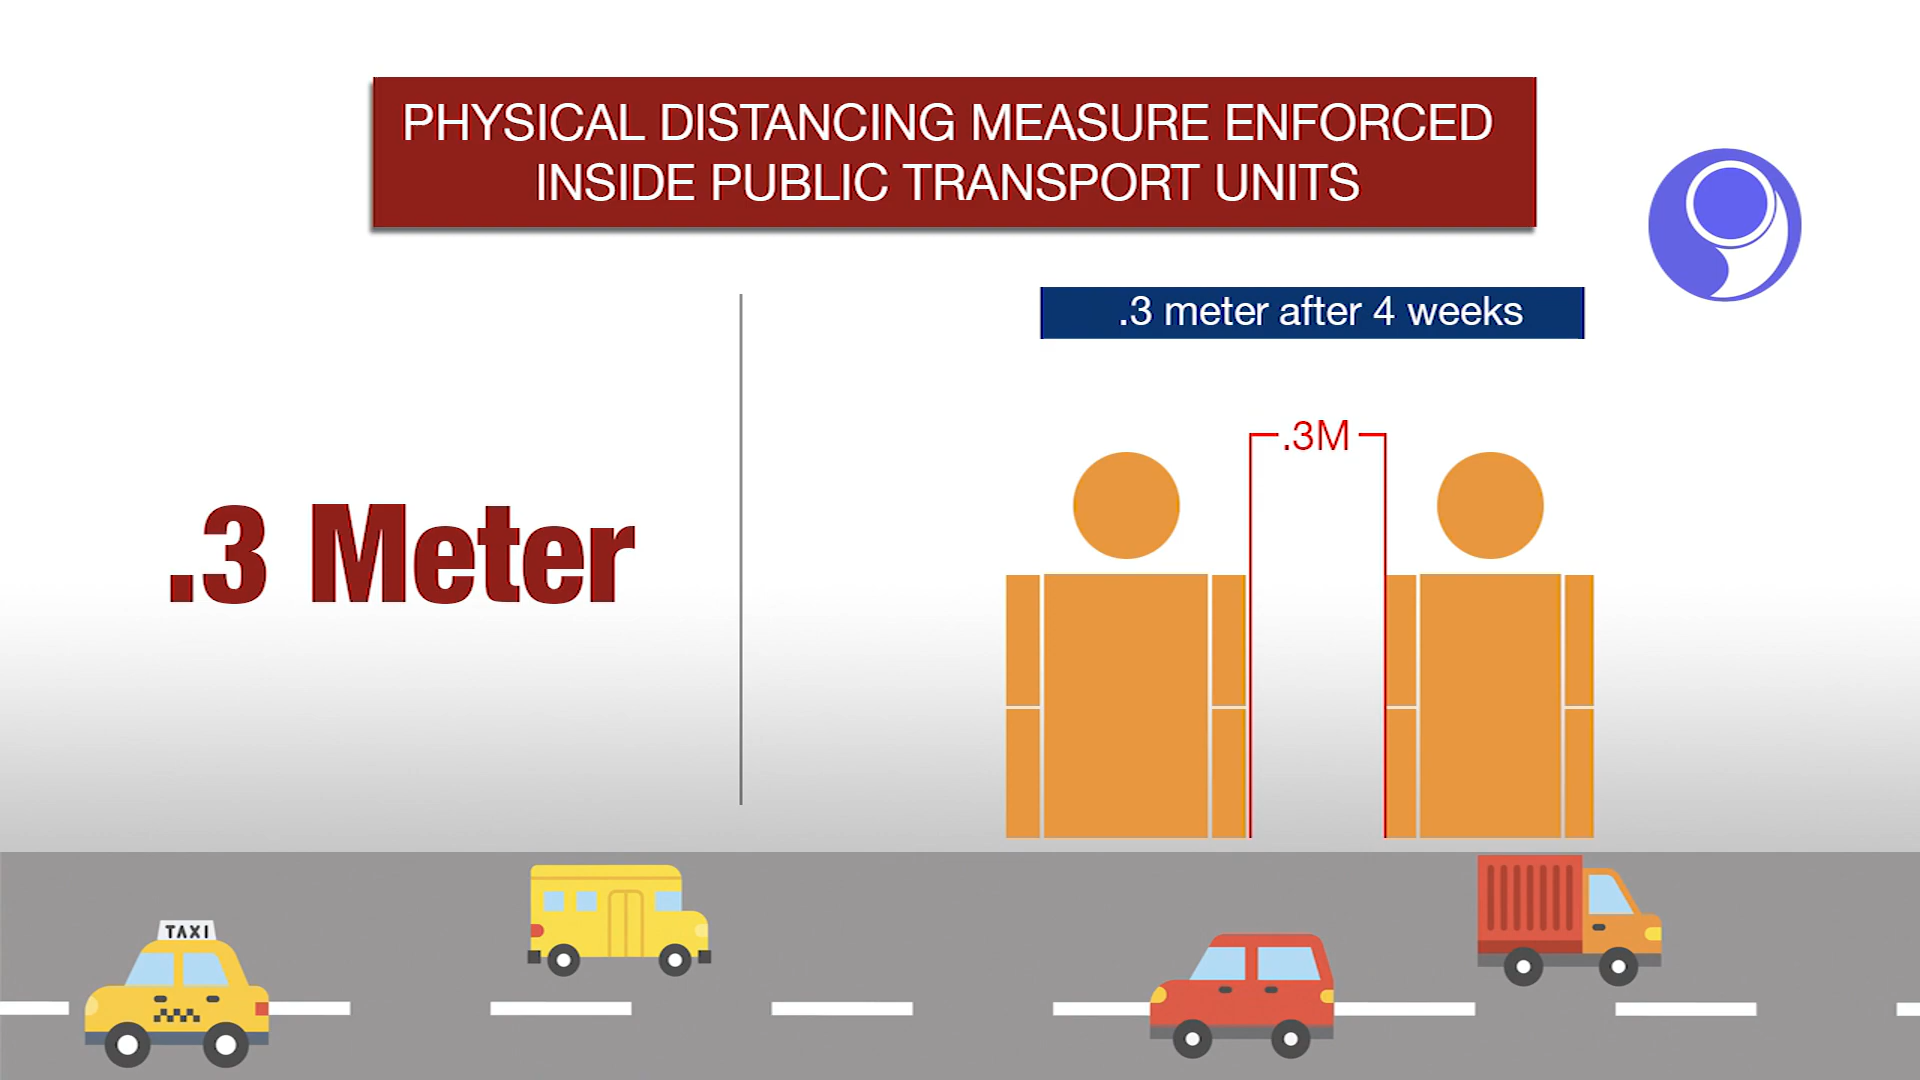 PHYSICAL DISTANCING MEASURE ENFORCED
INSIDE PUBLIC TRANSPORT UNITS
.3 meter after 4 weeks
.3M
.3 Meter
TAXI